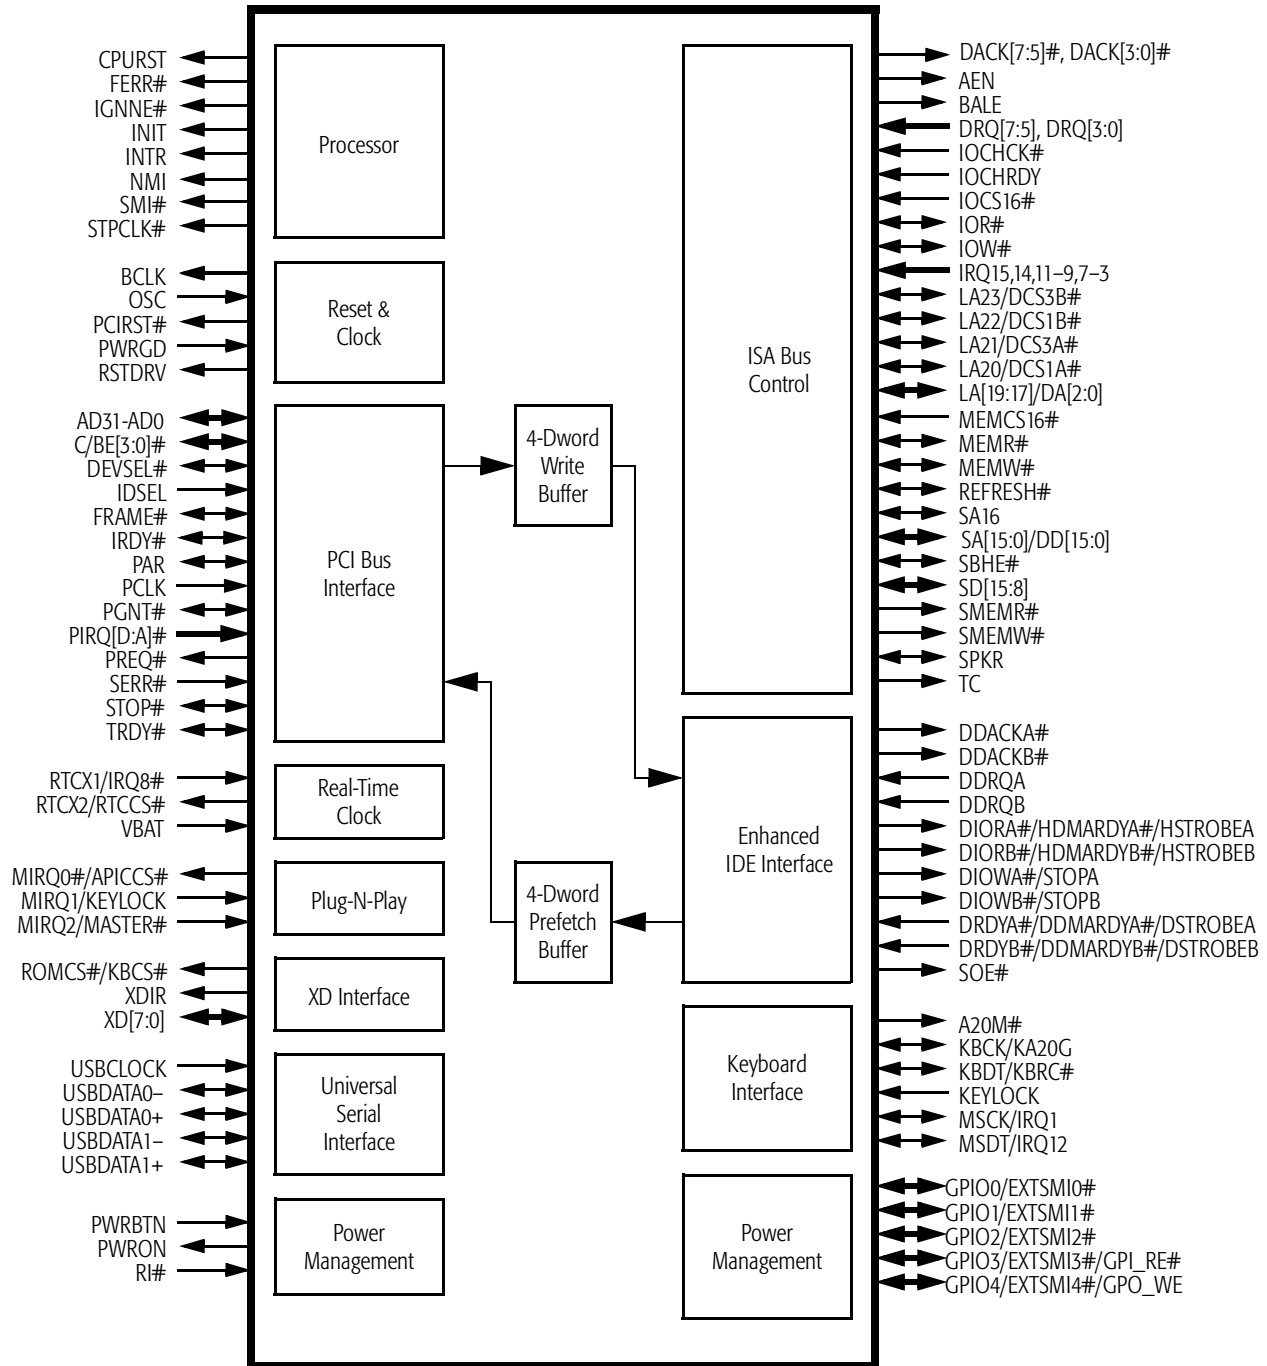 CPURST
FERR#
IGNNE#
INIT
INTR
NMI
SMI#
STPCLK#
BCLK
OSC
PCIRST#
PWRGD
RSTDRV
AD31-AD0
C/BE[3:0]#
DEVSEL#
IDSEL
FRAME#
IRDY#
PAR
PCLK
PGNT#
PIRQ[D:A]#
PREQ#
SERR#
STOP#
TRDY#
RTCX1/IRQ8#
RTCX2/RTCCS#
VBAT
MIRQ0#/APICCS#
MIRQ1/KEYLOCK
MIRQ2/MASTER#
ROMCS#/KBCS#
XDIR
XD[7:0]
USBCLOCK
USBDATA0–
USBDATA0+
USBDATA1–
USBDATA1+
PWRBTN
PWRON
RI#
Processor
Reset &
Clock
PCI Bus
Interface
Real-Time
Clock
Plug-N-Play
XD Interface
Universal
Serial
Interface
Power
Management
4-Dword
Write
Buffer
4-Dword
Prefetch
Buffer
ISA Bus
Control
Enhanced
IDE Interface
Keyboard
Interface
Power
Management
DACK[7:5]#, DACK[3:0]#
AEN
BALE
DRQ[7:5], DRQ[3:0]
IOCHCK#
IOCHRDY
IOCS16#
IOR#
IOW#
IRQ15,14,11–9,7–3
LA23/DCS3B#
LA22/DCS1B#
LA21/DCS3A#
LA20/DCS1A#
LA[19:17]/DA[2:0]
MEMCS16#
MEMR#
MEMW#
REFRESH#
SA16
SA[15:0]/DD[15:0]
SBHE#
SD[15:8]
SMEMR#
SMEMW#
SPKR
TC
DDACKA#
DDACKB#
DDRQA
DDRQB
DIORA#/HDMARDYA#/HSTROBEA
DIORB#/HDMARDYB#/HSTROBEB
DIOWA#/STOPA
DIOWB#/STOPB
DRDYA#/DDMARDYA#/DSTROBEA
DRDYB#/DDMARDYB#/DSTROBEB
SOE#
A20M#
KBCK/KA20G
KBDT/KBRC#
KEYLOCK
MSCK/IRQ1
MSDT/IRQ12
GPIO0/EXTSMI0#
GPIO1/EXTSMI1#
GPIO2/EXTSMI2#
GPIO3/EXTSMI3#/GPI_RE#
GPIO4/EXTSMI4#/GPO_WE